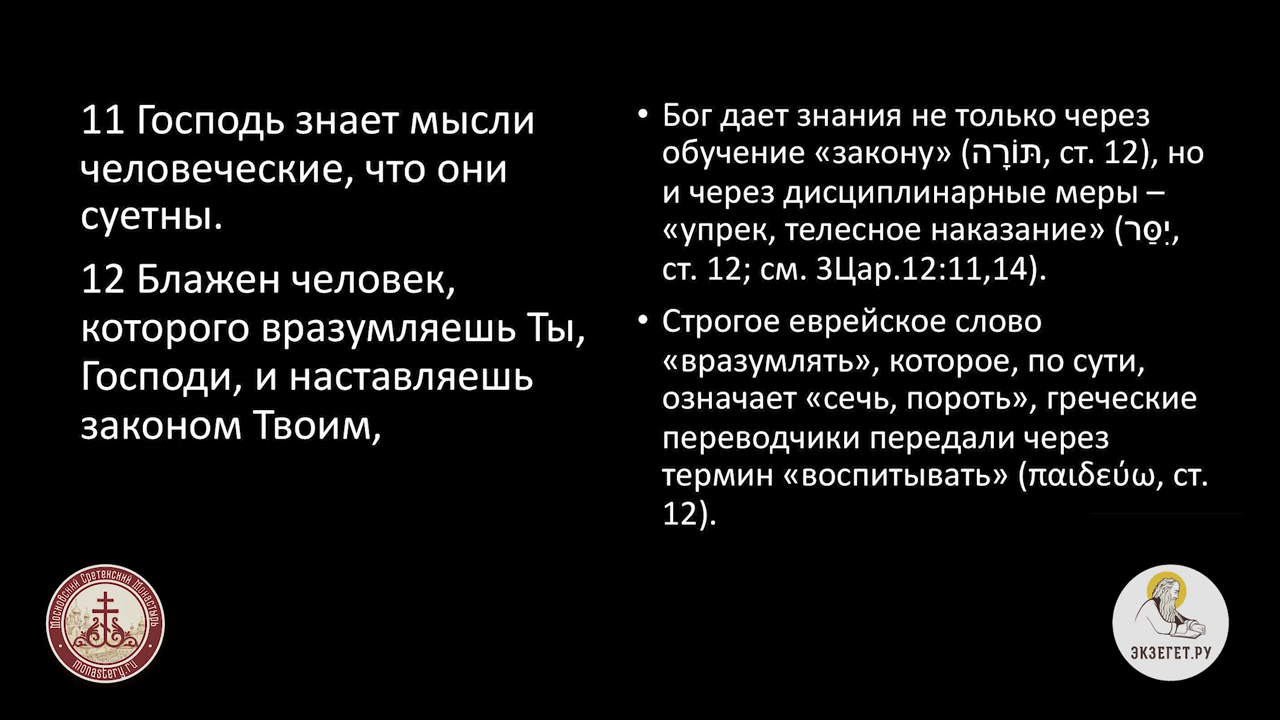 11 Господь знает мысли
человеческие, что они
суетны.
12 Блажен человек,
которого вразумляешь Ты,
Господи, и наставляешь
законом Твоим,
• Бог дает знания не только через
обучение «закону» (תּוֹרָה, ст. 12), но
и через дисциплинарные меры –
«упрек, телесное наказание» (יִסַּר,
ст. 12; см. 3Цар.12:11,14).
• Строгое еврейское слово
«вразумлять», которое, по сути,
означает «сечь, пороть», греческие
переводчики передали через
термин «воспитывать» (παιδεύω, ст.
12).
Московский Сретенский Монастырь
monastery.ru
ЭКЗЕГЕТ.РУ